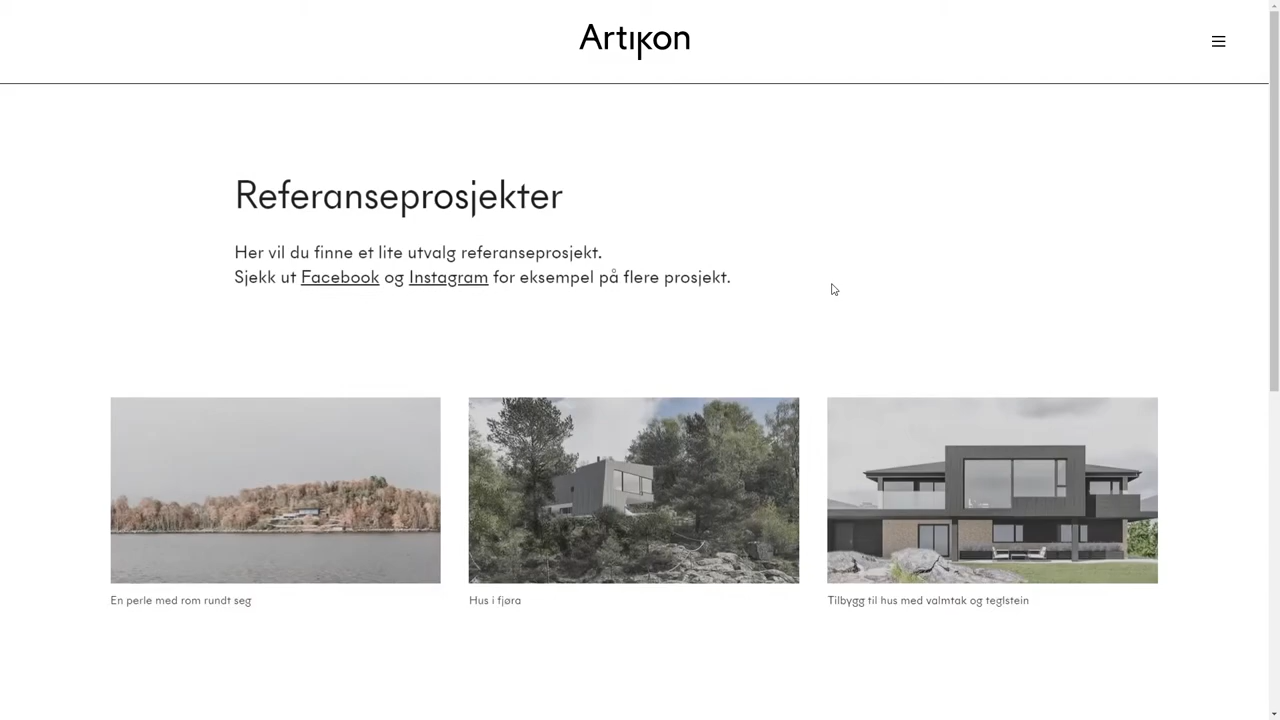 Artikon
Referanseprosjekter
Her vil du finne et lite utvalg referanseprosjekt.
Sjekk ut Facebook og Instagram for eksempel på flere prosjekt.
En perle med rom rundt seg
Hus i fjøra
Tilbygg til hus med valmtak og teglstein